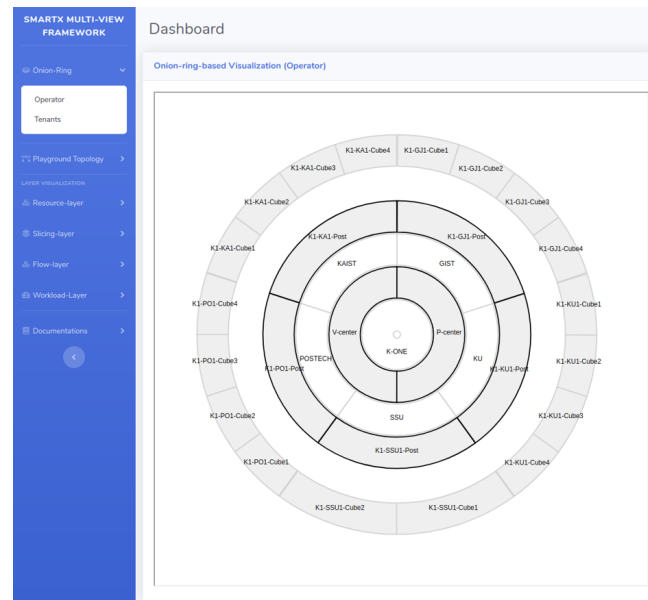 SMARTX MULTI-VIEW
FRAMEWORK
Onion-Ring
Operator
Tenants
Playground Topology
LAYER VISUALIZATION
Resource-layer
Slicing-layer
Flow-layer
Workload-Layer
Documentations
Dashboard
Onion-ring-based Visualization (Operator)
K1-KA1-Cube4
K1-GJ1-Cube1
K1-KA1-Cube3
K1-GJ1-Cube2
K1-KA1-Cube2
K1-GJ1-Cube3
K1-KA1-Post
K1-GJ1-Post
K1-KA1-Cube1
K1-GJ1-Cube4
KAIST
GIST
K1-PO1-Cube4
K1-KU1-Cube1
V-center
P-center
K-ONE
K1-PO1-Cube3
POSTECH
KU
K1-KU1-Cube2
K1-PO1-Post
K1-KU1-Post
K1-PO1-Cube2
SSU
K1-KU1-Cube3
K1-SSU1-Post
K1-PO1-Cube1
K1-KU1-Cube4
K1-SSU1-Cube2
K1-SSU1-Cube1